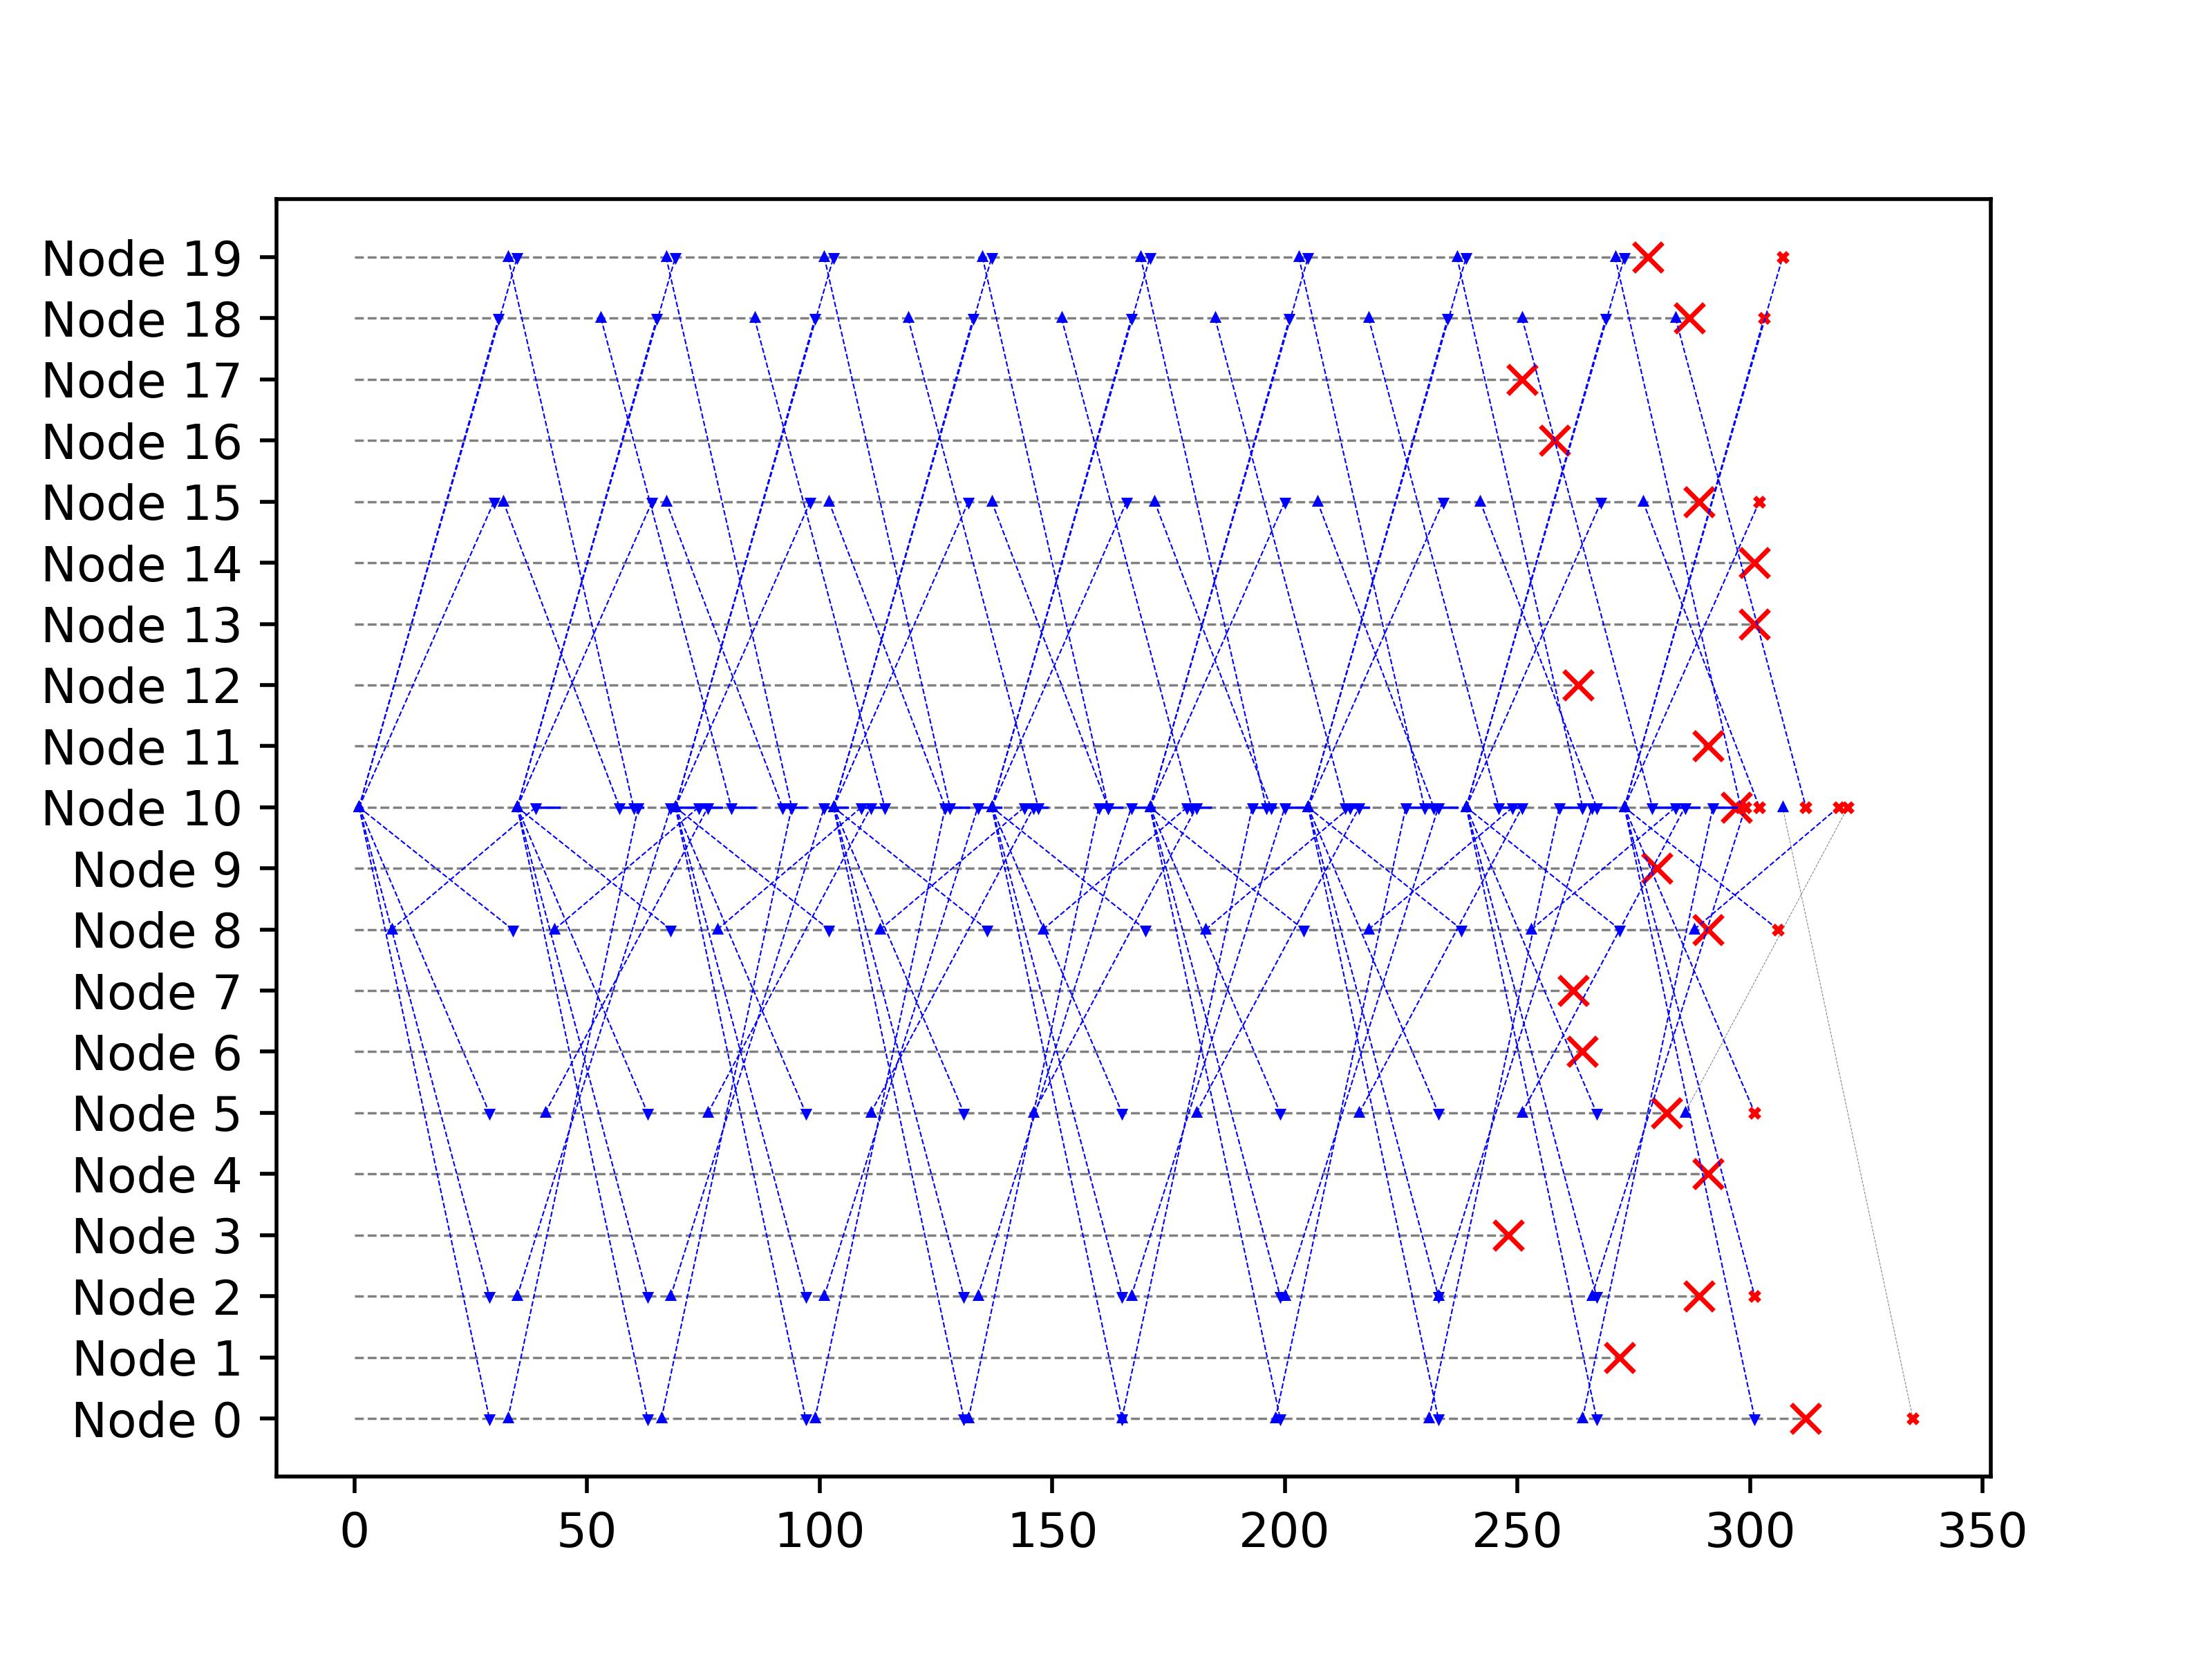 Node 19
Node 18
Node 17
Node 16
Node 15
Node 14
Node 13
Node 12
Node 11
Node 10
Node 9
Node 8
Node 7
Node 6
Node 5
Node 4
Node 3
Node 2
Node 1
Node 0
0 50 100 150 200 250 300 350